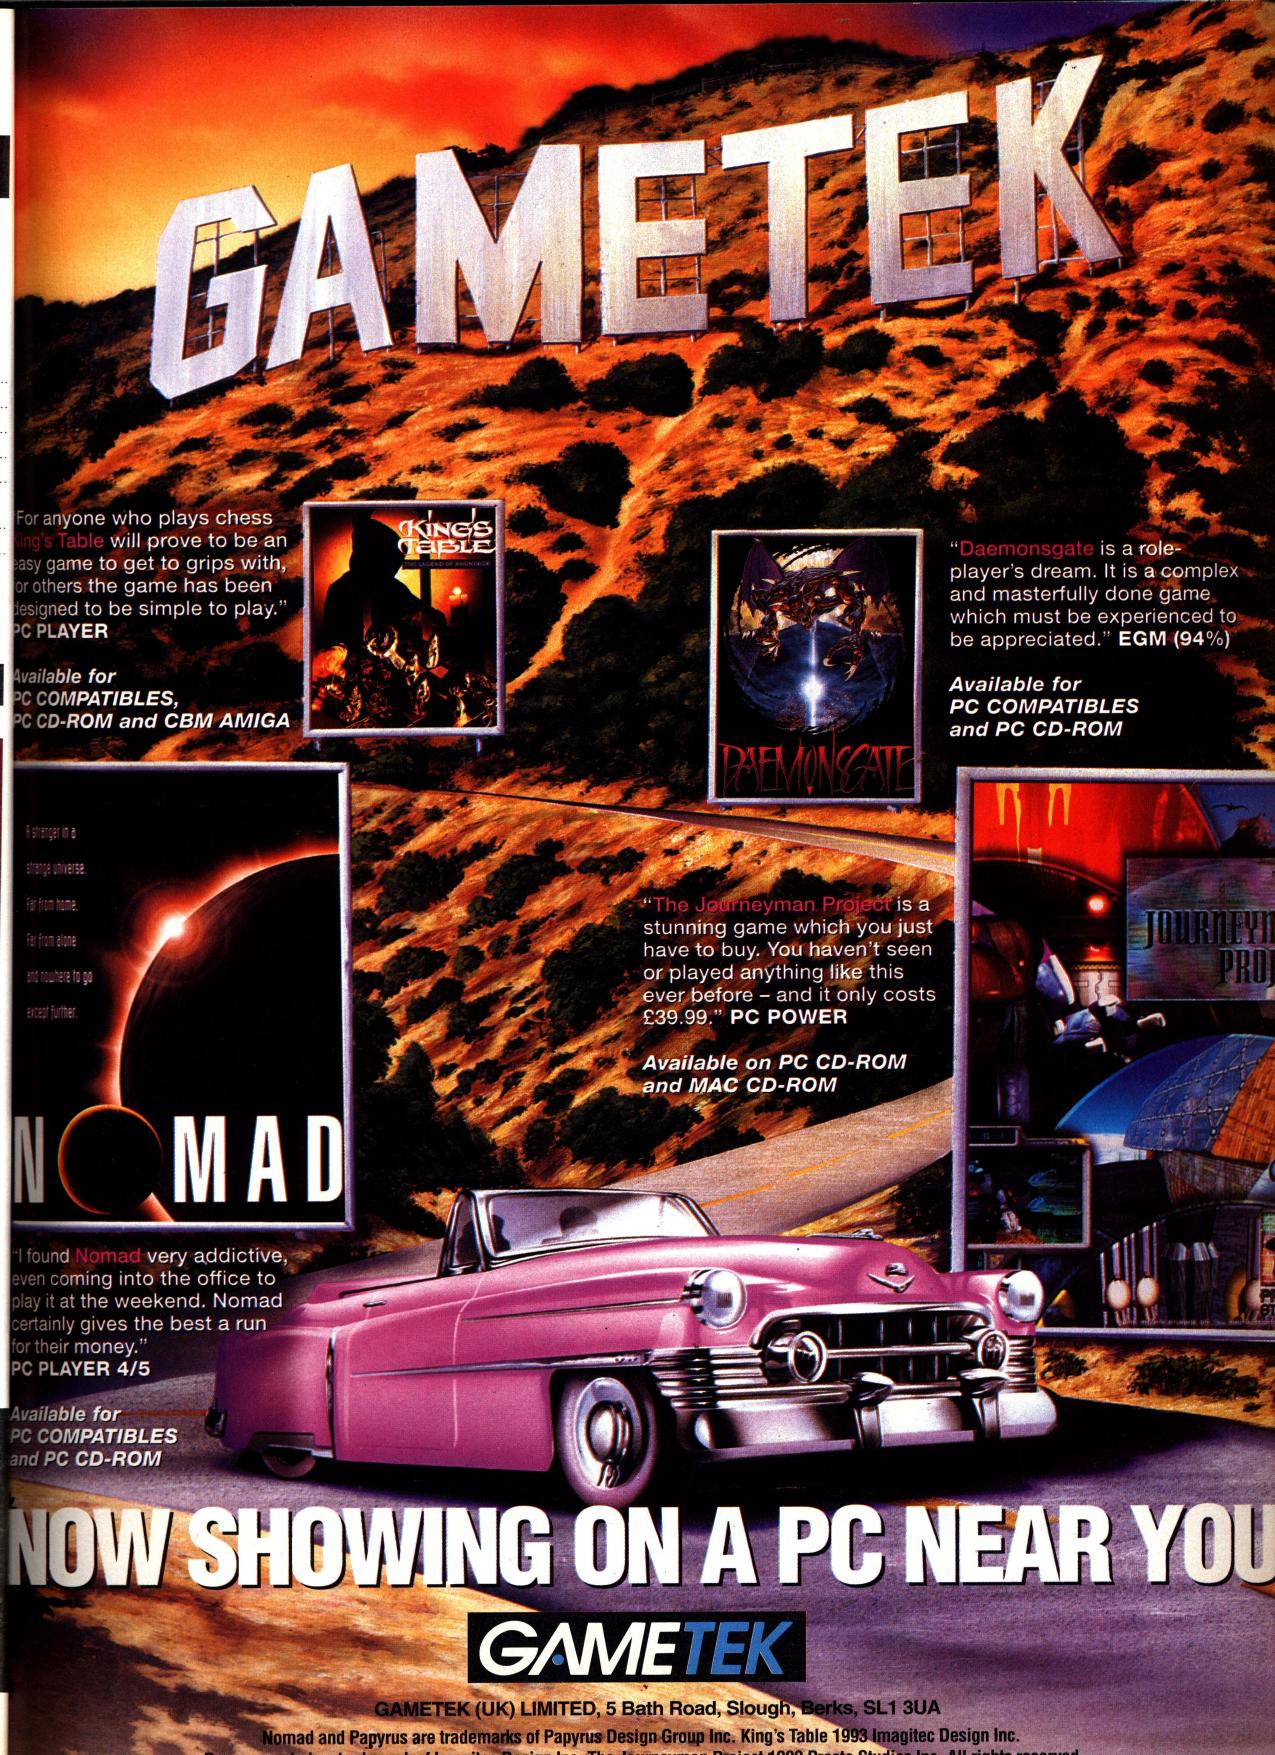 GAMETEK
For anyone who plays chess
King's Table will prove to be an
easy game to get to grips with,
for others the game has been
designed to be simple to play."
PC PLAYER
Available for
PC COMPATIBLES,
PC CD-ROM and CBM AMIGA
KING'S
TABLE
THE LEGEND OF RAGNAROK
DAEMONSGATE
"Daemonsgate is a role-
player's dream. It is a complex
and masterfully done game
which must be experienced to
be appreciated." EGM (94%)
Available for
PC COMPATIBLES
and PC CD-ROM
A stranger in a
strange universe.
Far from home.
Far from alone
and nowhere to go
except further.
NOMAD
"The Journeyman Project is a
stunning game which you just
have to buy. You haven't seen
or played anything like this
ever before – and it only costs
£39.99." PC POWER
Available on PC CD-ROM
and MAC CD-ROM
JOURNEYM
PROJ
"I found Nomad very addictive,
even coming into the office to
play it at the weekend. Nomad
certainly gives the best a run
for their money."
PC PLAYER 4/5
Available for
PC COMPATIBLES
and PC CD-ROM
NOW SHOWING ON A PC NEAR YOU
GAMETEK
GAMETEK (UK) LIMITED, 5 Bath Road, Slough, Berks, SL1 3UA
Nomad and Papyrus are trademarks of Papyrus Design Group Inc. King's Table 1993 Imagitec Design Inc.